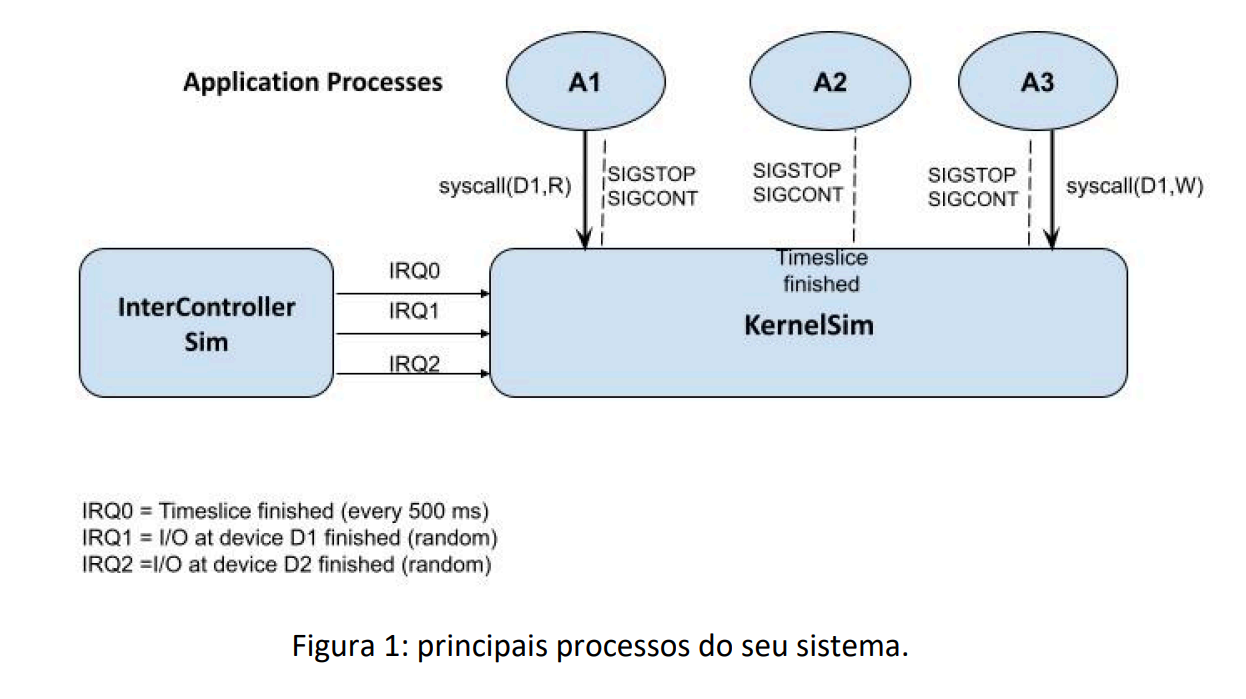 Application Processes
A1
A2
A3
syscall(D1,R)
SIGSTOP
SIGCONT
SIGSTOP
SIGCONT
SIGSTOP
SIGCONT
syscall(D1,W)
InterController
Sim
IRQ0
IRQ1
IRQ2
Timeslice
finished
KernelSim
IRQ0 = Timeslice finished (every 500 ms)
IRQ1 = I/O at device D1 finished (random)
IRQ2 =I/O at device D2 finished (random)
Figura 1: principais processos do seu sistema.